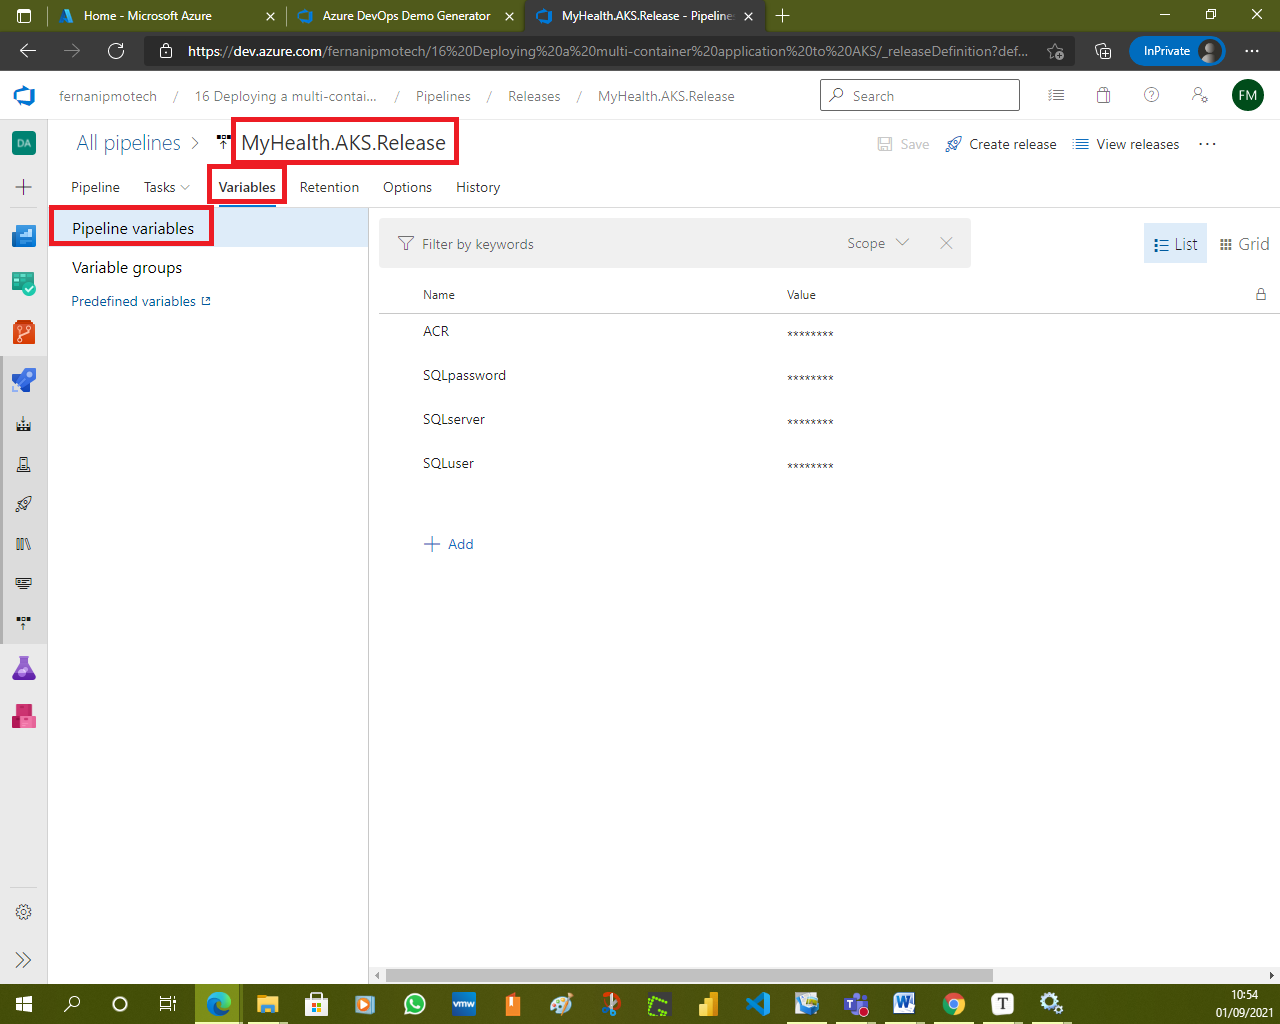 Home - Microsoft Azure
Azure DevOps Demo Generator
MyHealth.AKS.Release - Pipelines
https://dev.azure.com/fernanipmotech/16%20Deploying%20a%20multi-container%20application%20to%20AKS/_releaseDefinition?def...
InPrivate
fernanipmotech / 16 Deploying a multi-contai... / Pipelines / Releases / MyHealth.AKS.Release
Search
FM
DA
All pipelines > MyHealth.AKS.Release
Save
Create release
View releases
Pipeline
Tasks
Variables
Retention
Options
History
Pipeline variables
Variable groups
Predefined variables
Filter by keywords
Scope
List
Grid
Name
Value
ACR ********
SQLpassword ********
SQLserver ********
SQLuser ********
Add
vmw
T
10:54
01/09/2021